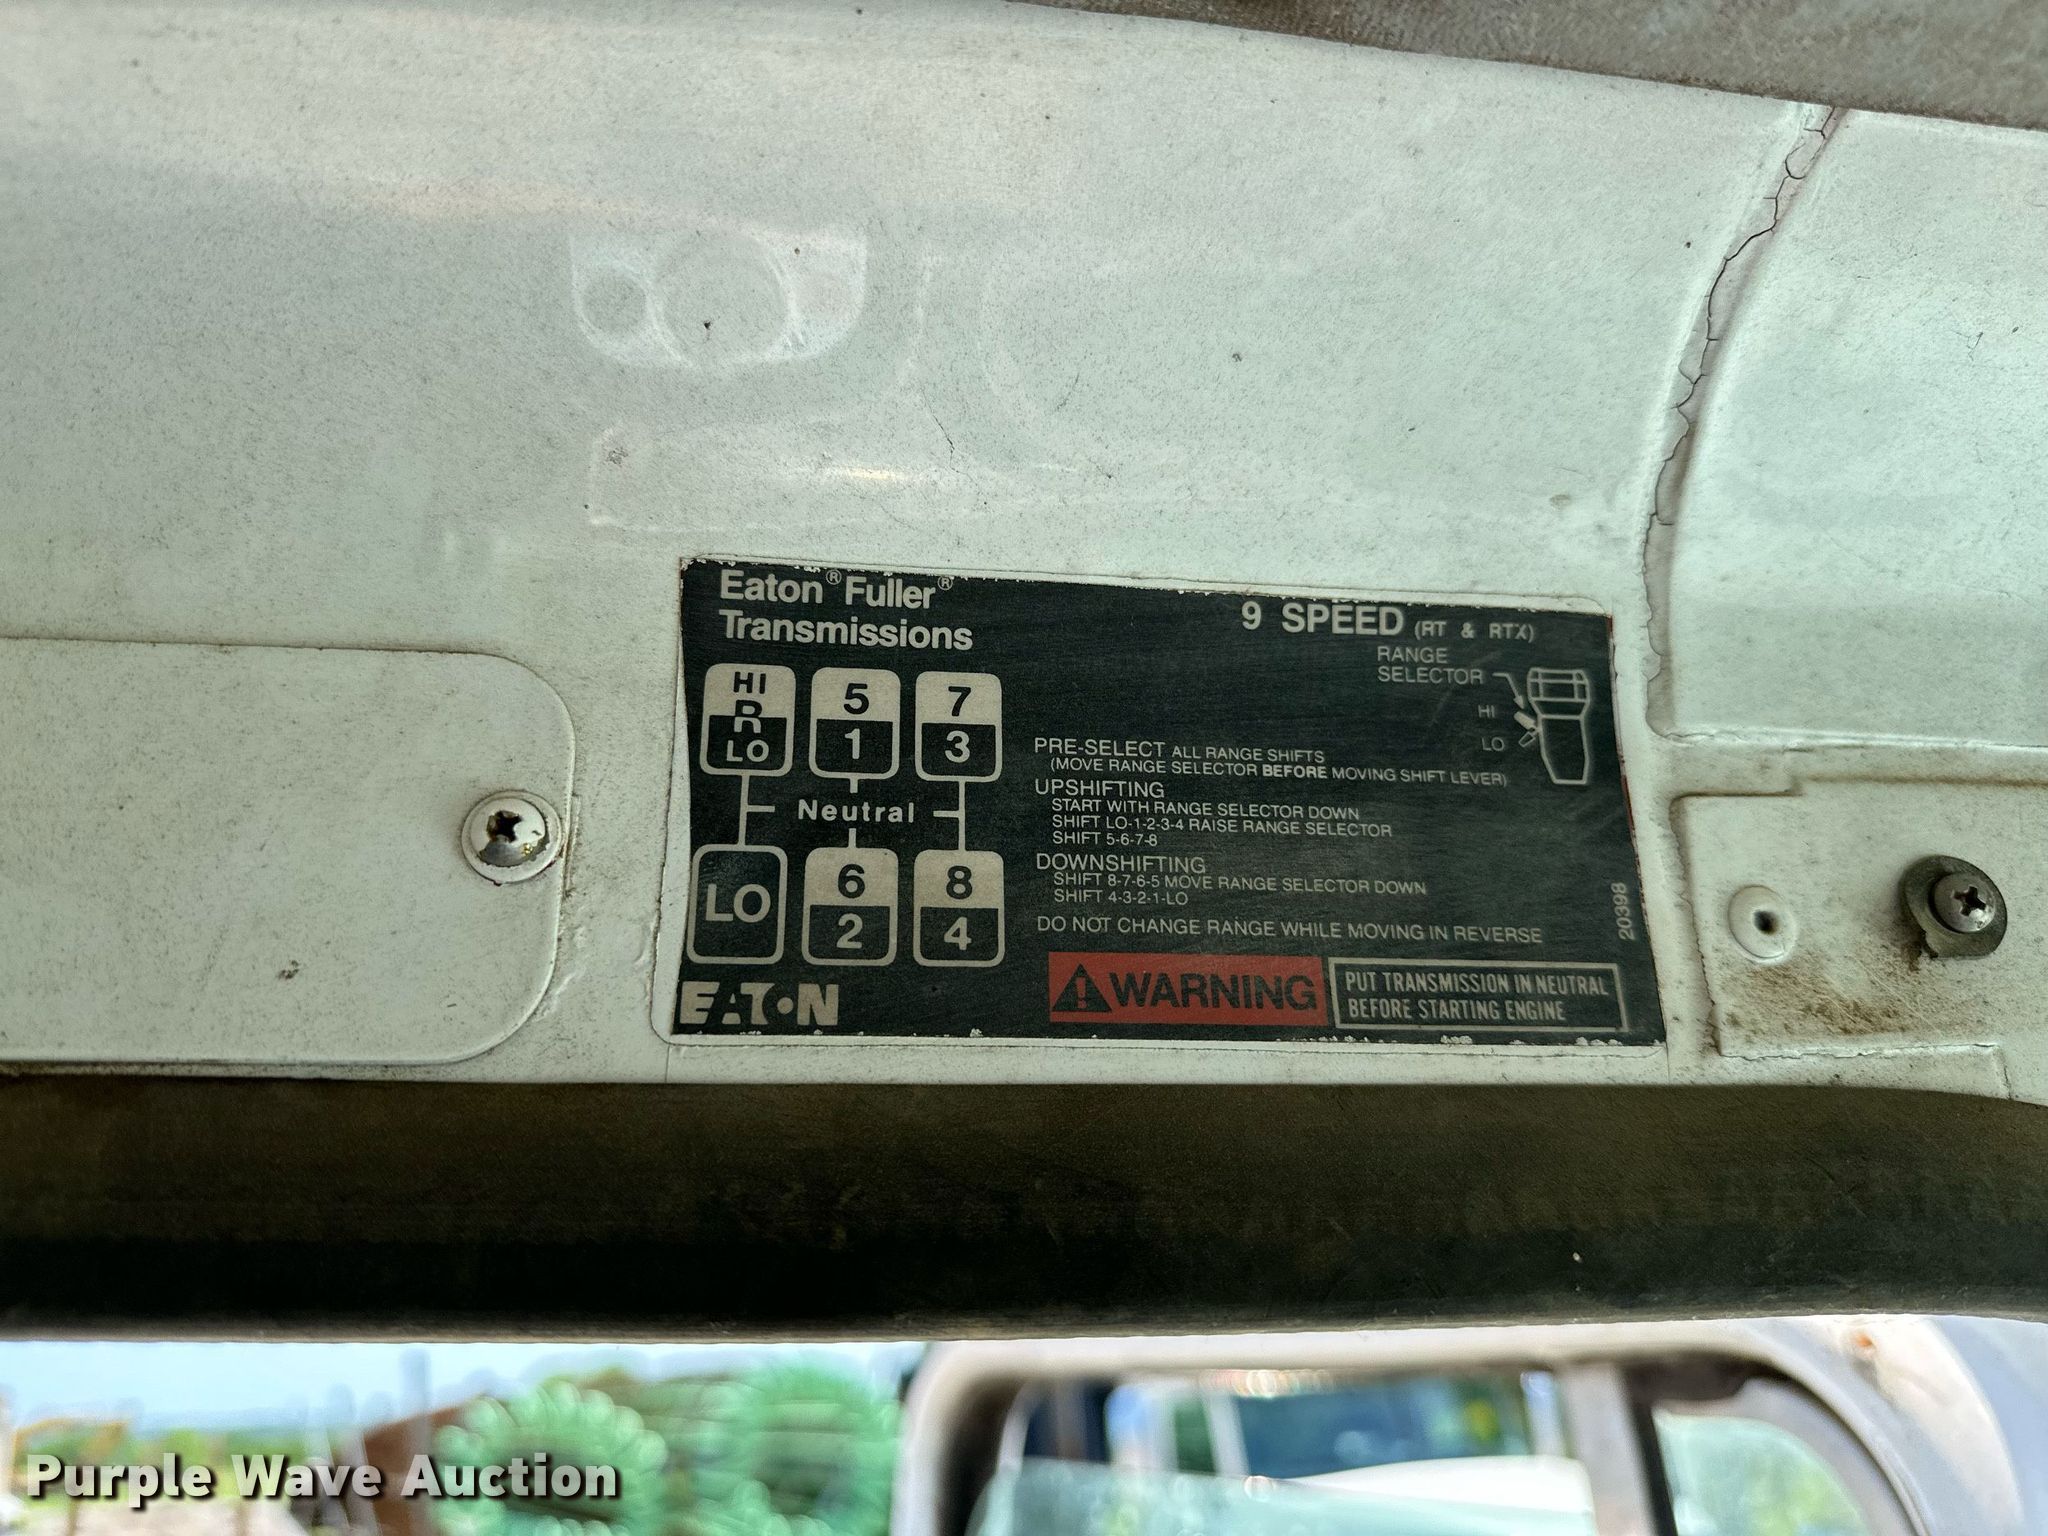 Eaton® Fuller®
Transmissions
9 SPEED (RT & RTX)
RANGE
SELECTOR
HI
LO
HI
R
LO
5
1
7
3
Neutral
LO
6
2
8
4
PRE-SELECT ALL RANGE SHIFTS
(MOVE RANGE SELECTOR BEFORE MOVING SHIFT LEVER)
UPSHIFTING
START WITH RANGE SELECTOR DOWN
SHIFT LO-1-2-3-4 RAISE RANGE SELECTOR
SHIFT 5-6-7-8
DOWNSHIFTING
SHIFT 8-7-6-5 MOVE RANGE SELECTOR DOWN
SHIFT 4-3-2-1-LO
DO NOT CHANGE RANGE WHILE MOVING IN REVERSE
20398
EATON
WARNING
PUT TRANSMISSION IN NEUTRAL
BEFORE STARTING ENGINE
Purple Wave Auction